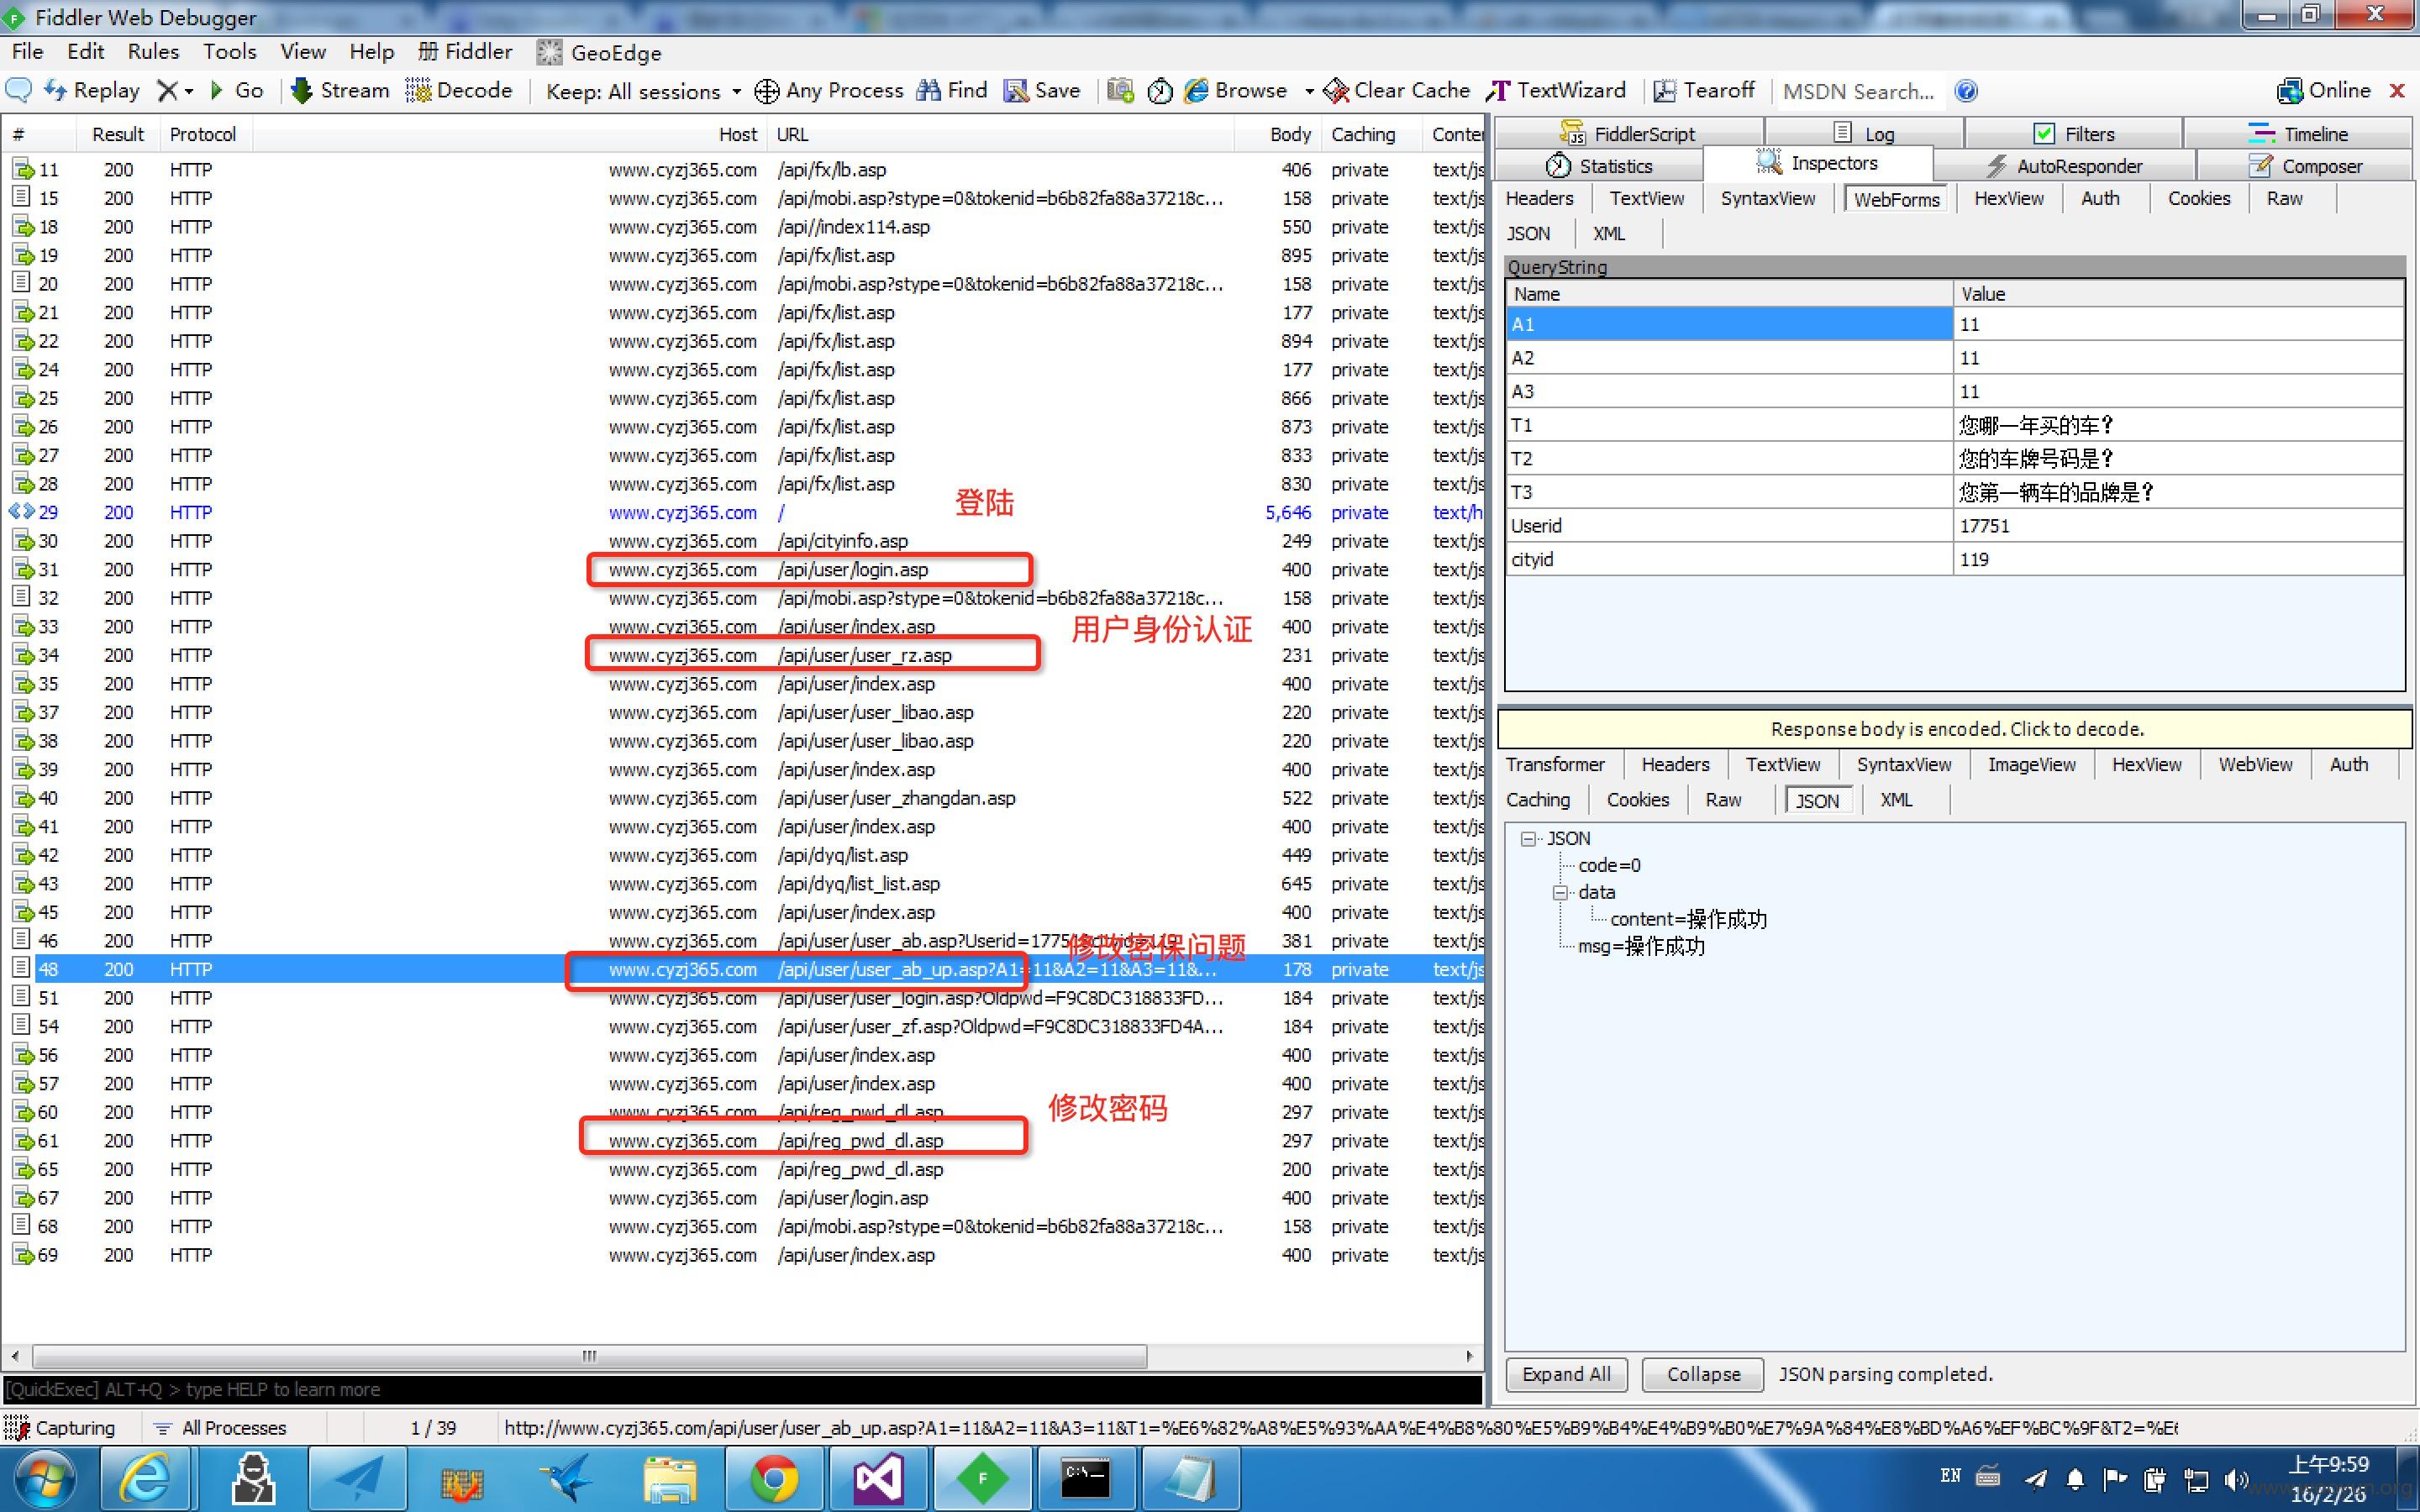 Fiddler Web Debugger
File Edit Rules Tools View Help 册 Fiddler GeoEdge
Replay Go Stream Decode Keep: All sessions Any Process Find Save Browse Clear Cache TextWizard Tearoff MSDN Search... Online
# Result Protocol Host URL Body Caching Conter
11 200 HTTP www.cyzj365.com /api/fx/lb.asp 406 private text/js
15 200 HTTP www.cyzj365.com /api/mobi.asp?stype=0&tokenid=b6b82fa88a37218c... 158 private text/js
18 200 HTTP www.cyzj365.com /api//index114.asp 550 private text/js
19 200 HTTP www.cyzj365.com /api/fx/list.asp 895 private text/js
20 200 HTTP www.cyzj365.com /api/mobi.asp?stype=0&tokenid=b6b82fa88a37218c... 158 private text/js
21 200 HTTP www.cyzj365.com /api/fx/list.asp 177 private text/js
22 200 HTTP www.cyzj365.com /api/fx/list.asp 894 private text/js
24 200 HTTP www.cyzj365.com /api/fx/list.asp 177 private text/js
25 200 HTTP www.cyzj365.com /api/fx/list.asp 866 private text/js
26 200 HTTP www.cyzj365.com /api/fx/list.asp 873 private text/js
27 200 HTTP www.cyzj365.com /api/fx/list.asp 833 private text/js
28 200 HTTP www.cyzj365.com /api/fx/list.asp 830 private text/js
登陆
29 200 HTTP www.cyzj365.com / 5,646 private text/h
30 200 HTTP www.cyzj365.com /api/cityinfo.asp 249 private text/js
31 200 HTTP www.cyzj365.com /api/user/login.asp 400 private text/js
32 200 HTTP www.cyzj365.com /api/mobi.asp?stype=0&tokenid=b6b82fa88a37218c... 158 private text/js
用户身份认证
33 200 HTTP www.cyzj365.com /api/user/index.asp 400 private text/js
34 200 HTTP www.cyzj365.com /api/user/user_rz.asp 231 private text/js
35 200 HTTP www.cyzj365.com /api/user/index.asp 400 private text/js
37 200 HTTP www.cyzj365.com /api/user/user_libao.asp 220 private text/js
38 200 HTTP www.cyzj365.com /api/user/user_libao.asp 220 private text/js
39 200 HTTP www.cyzj365.com /api/user/index.asp 400 private text/js
40 200 HTTP www.cyzj365.com /api/user/user_zhangdan.asp 522 private text/js
41 200 HTTP www.cyzj365.com /api/user/index.asp 400 private text/js
42 200 HTTP www.cyzj365.com /api/dyq/list.asp 449 private text/js
43 200 HTTP www.cyzj365.com /api/dyq/list_list.asp 645 private text/js
45 200 HTTP www.cyzj365.com /api/user/index.asp 400 private text/js
46 200 HTTP www.cyzj365.com /api/user/user_ab.asp?Userid=17751&cityid=119 381 private text/js
修改密保问题
48 200 HTTP www.cyzj365.com /api/user/user_ab_up.asp?A1=11&A2=11&A3=11&... 178 private text/js
51 200 HTTP www.cyzj365.com /api/user/user_login.asp?Oldpwd=F9C8DC318833FD... 184 private text/js
54 200 HTTP www.cyzj365.com /api/user/user_zf.asp?Oldpwd=F9C8DC318833FD4A... 184 private text/js
56 200 HTTP www.cyzj365.com /api/user/index.asp 400 private text/js
57 200 HTTP www.cyzj365.com /api/user/index.asp 400 private text/js
修改密码
60 200 HTTP www.cyzj365.com /api/reg_pwd_dl.asp 297 private text/js
61 200 HTTP www.cyzj365.com /api/reg_pwd_dl.asp 297 private text/js
65 200 HTTP www.cyzj365.com /api/reg_pwd_dl.asp 200 private text/js
67 200 HTTP www.cyzj365.com /api/user/login.asp 400 private text/js
68 200 HTTP www.cyzj365.com /api/mobi.asp?stype=0&tokenid=b6b82fa88a37218c... 158 private text/js
69 200 HTTP www.cyzj365.com /api/user/index.asp 400 private text/js
[QuickExec] ALT+Q > type HELP to learn more
FiddlerScript Log Filters Timeline
Statistics Inspectors AutoResponder Composer
Headers TextView SyntaxView WebForms HexView Auth Cookies Raw
JSON XML
QueryString
Name Value
A1 11
A2 11
A3 11
T1 您哪一年买的车?
T2 您的车牌号码是?
T3 您第一辆车的品牌是?
Userid 17751
cityid 119
Response body is encoded. Click to decode.
Transformer Headers TextView SyntaxView ImageView HexView WebView Auth
Caching Cookies Raw JSON XML
JSON
code=0
data
content=操作成功
msg=操作成功
Expand All Collapse JSON parsing completed.
Capturing All Processes 1 / 39 http://www.cyzj365.com/api/user/user_ab_up.asp?A1=11&A2=11&A3=11&T1=%E6%82%A8%E5%93%AA%E4%B8%80%E5%B9%B4%E4%B9%B0%E7%9A%84%E8%BD%A6%EF%BC%9F&T2=%E6
EN
上午9:59
16/2/26